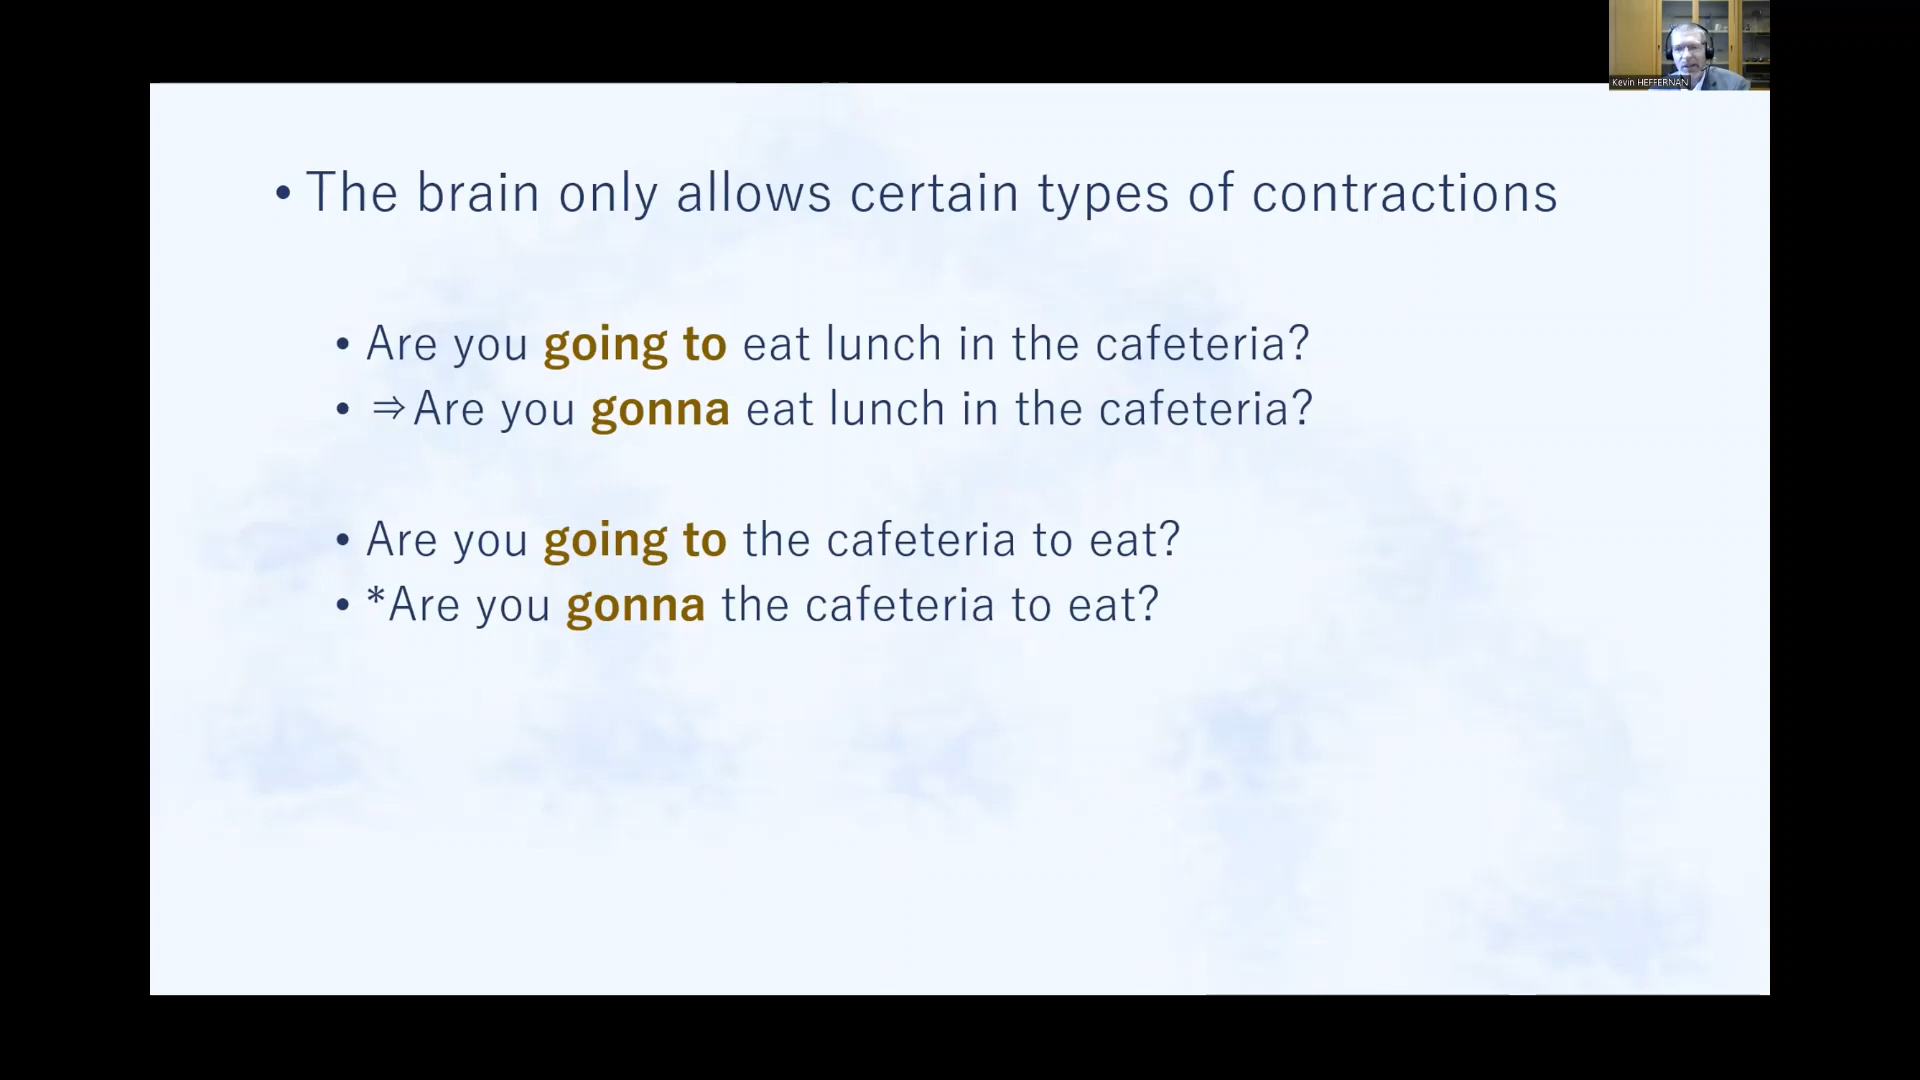 Kevin HEFFERNAN
• The brain only allows certain types of contractions
• Are you going to eat lunch in the cafeteria?
• ⇒Are you gonna eat lunch in the cafeteria?
• Are you going to the cafeteria to eat?
• *Are you gonna the cafeteria to eat?